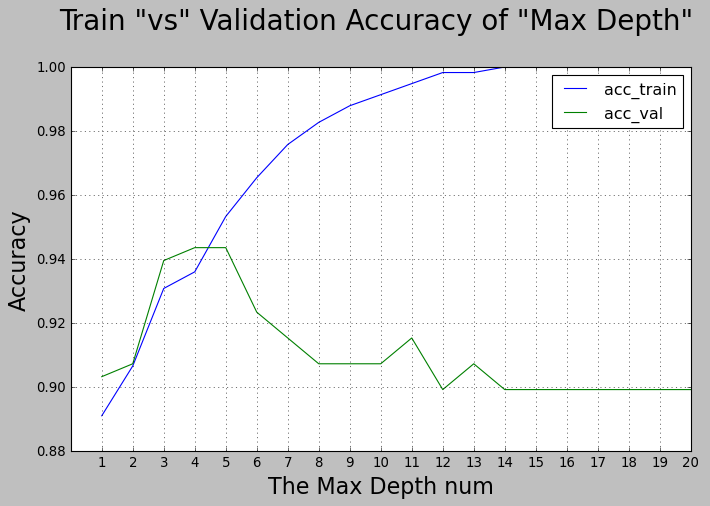 Train "vs" Validation Accuracy of "Max Depth"
1.00
0.98
0.96
0.94
0.92
0.90
0.88
Accuracy
acc_train
acc_val
1 2 3 4 5 6 7 8 9 10 11 12 13 14 15 16 17 18 19 20
The Max Depth num